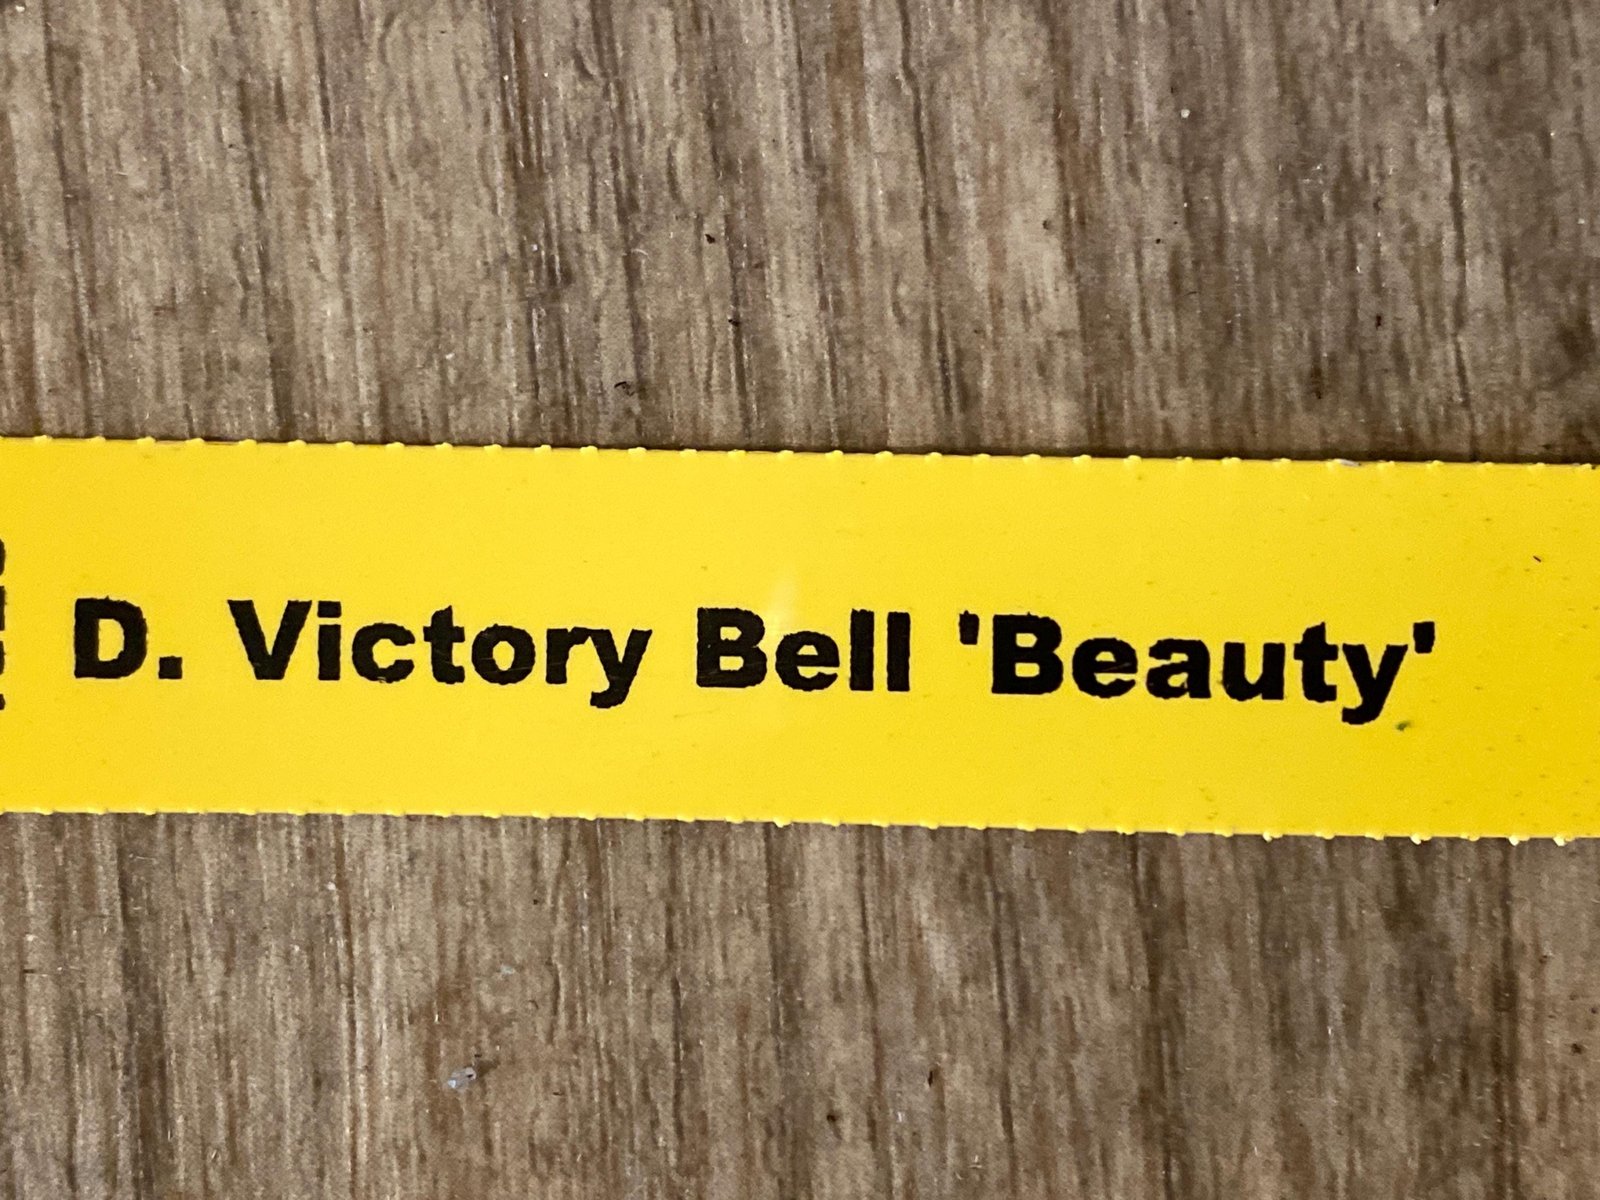 D. Victory Bell 'Beauty'